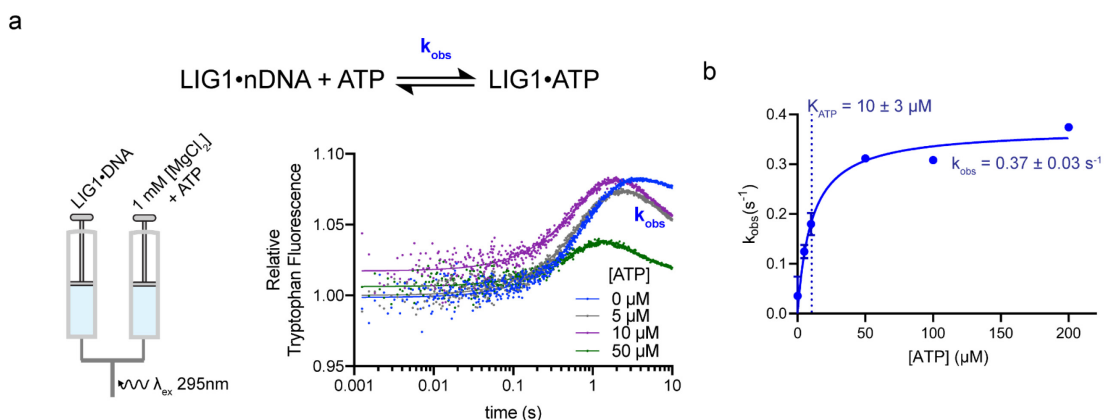 a
k_obs
LIG1•nDNA + ATP ⇌ LIG1•ATP
LIG1•DNA
1 mM [MgCl₂]
+ ATP
λ_ex 295nm
Relative
Tryptophan Fluorescence
1.10
1.05
1.00
0.95
k_obs
[ATP]
0 µM
5 µM
10 µM
50 µM
0.001
0.01
0.1
1
10
time (s)
b
K_ATP = 10 ± 3 µM
k_obs = 0.37 ± 0.03 s⁻¹
k_obs(s⁻¹)
0.4
0.3
0.2
0.1
0.0
0
50
100
150
200
[ATP] (µM)